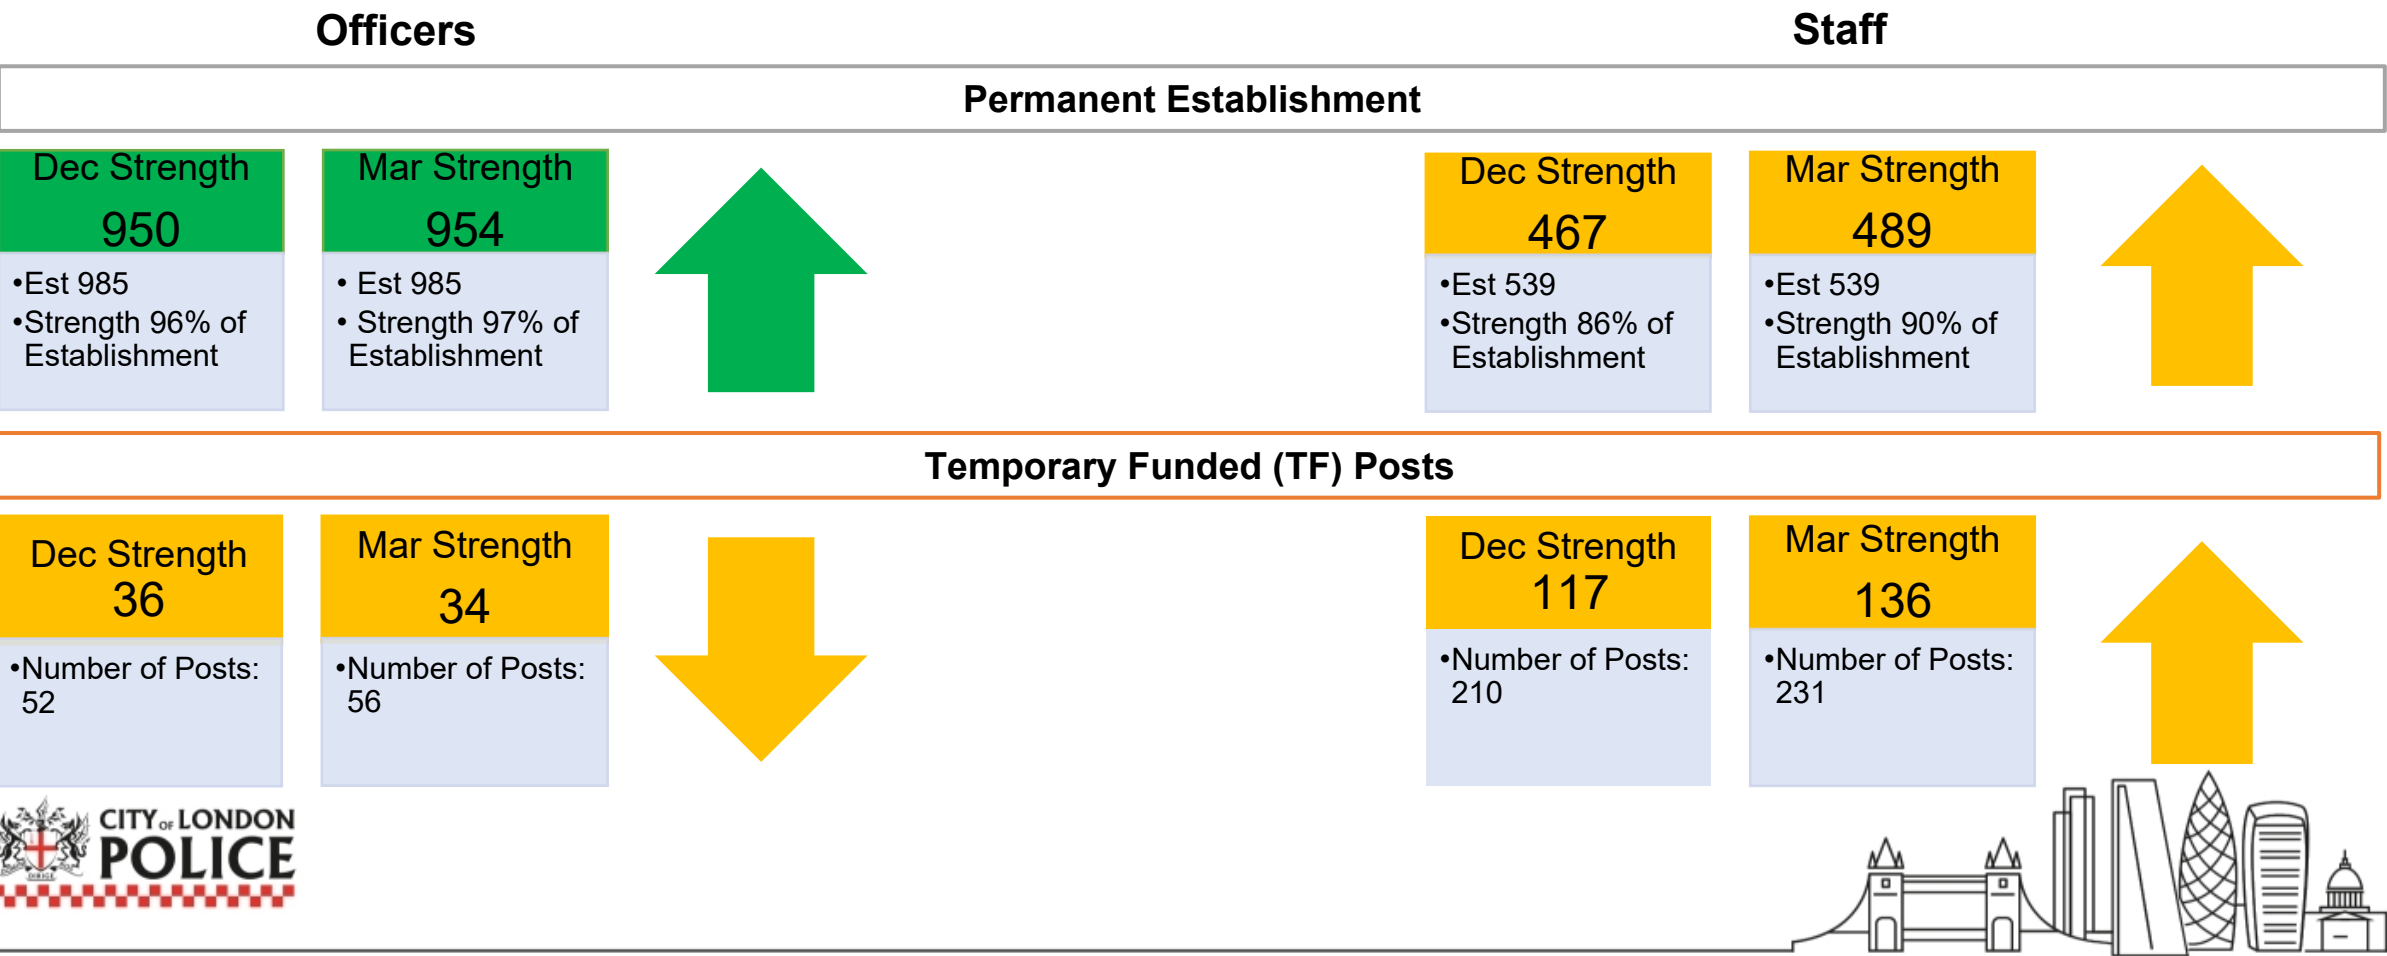 Officers
Staff
Permanent Establishment
Dec Strength
950
•Est 985
•Strength 96% of
Establishment
Mar Strength
954
• Est 985
• Strength 97% of
Establishment
Dec Strength
467
•Est 539
•Strength 86% of
Establishment
Mar Strength
489
•Est 539
•Strength 90% of
Establishment
Temporary Funded (TF) Posts
Dec Strength
36
•Number of Posts:
52
Mar Strength
34
•Number of Posts:
56
Dec Strength
117
•Number of Posts:
210
Mar Strength
136
•Number of Posts:
231
CITY OF LONDON
POLICE